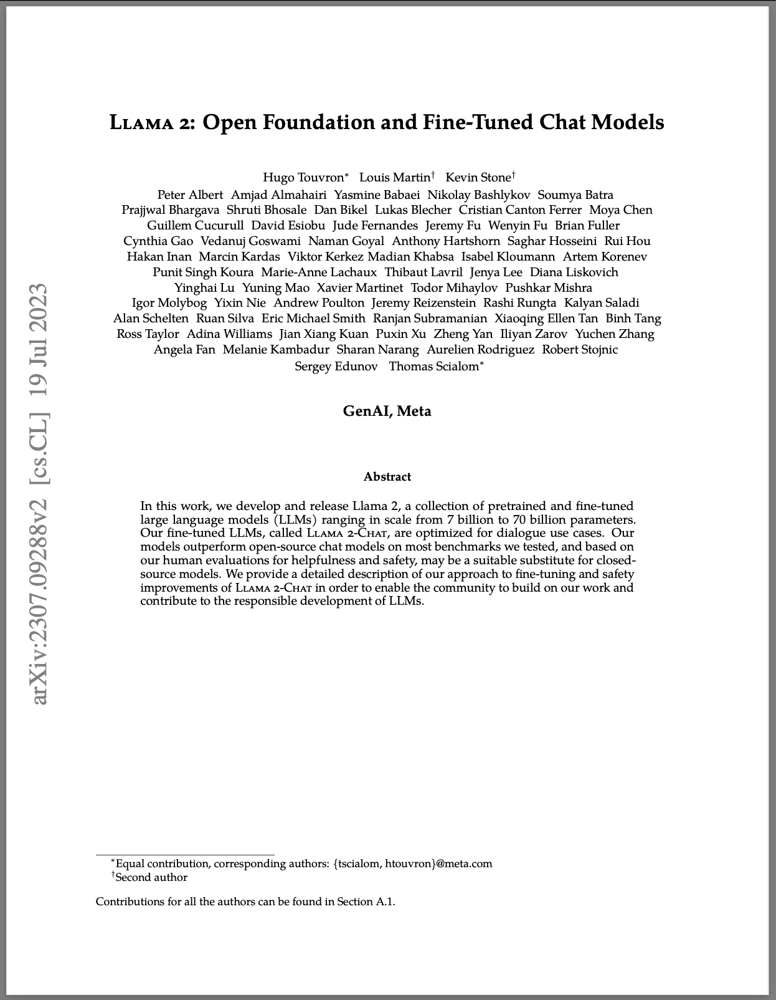 LLAMA 2: Open Foundation and Fine-Tuned Chat Models
Hugo Touvron* Louis Martin† Kevin Stone†
Peter Albert Amjad Almahairi Yasmine Babaei Nikolay Bashlykov Soumya Batra
Prajjwal Bhargava Shruti Bhosale Dan Bikel Lukas Blecher Cristian Canton Ferrer Moya Chen
Guillem Cucurull David Esiobu Jude Fernandes Jeremy Fu Wenyin Fu Brian Fuller
Cynthia Gao Vedanuj Goswami Naman Goyal Anthony Hartshorn Saghar Hosseini Rui Hou
Hakan Inan Marcin Kardas Viktor Kerkez Madian Khabsa Isabel Kloumann Artem Korenev
Punit Singh Koura Marie-Anne Lachaux Thibaut Lavril Jenya Lee Diana Liskovich
Yinghai Lu Yuning Mao Xavier Martinet Todor Mihaylov Pushkar Mishra
Igor Molybog Yixin Nie Andrew Poulton Jeremy Reizenstein Rashi Rungta Kalyan Saladi
Alan Schelten Ruan Silva Eric Michael Smith Ranjan Subramanian Xiaoqing Ellen Tan Binh Tang
Ross Taylor Adina Williams Jian Xiang Kuan Puxin Xu Zheng Yan Iliyan Zarov Yuchen Zhang
Angela Fan Melanie Kambadur Sharan Narang Aurelien Rodriguez Robert Stojnic
Sergey Edunov Thomas Scialom*
GenAI, Meta
Abstract
In this work, we develop and release Llama 2, a collection of pretrained and fine-tuned
large language models (LLMs) ranging in scale from 7 billion to 70 billion parameters.
Our fine-tuned LLMs, called LLAMA 2-CHAT, are optimized for dialogue use cases. Our
models outperform open-source chat models on most benchmarks we tested, and based on
our human evaluations for helpfulness and safety, may be a suitable substitute for closed-
source models. We provide a detailed description of our approach to fine-tuning and safety
improvements of LLAMA 2-CHAT in order to enable the community to build on our work and
contribute to the responsible development of LLMs.
*Equal contribution, corresponding authors: {tscialom, htouvron}@meta.com
†Second author
Contributions for all the authors can be found in Section A.1.
arXiv:2307.09288v2 [cs.CL] 19 Jul 2023